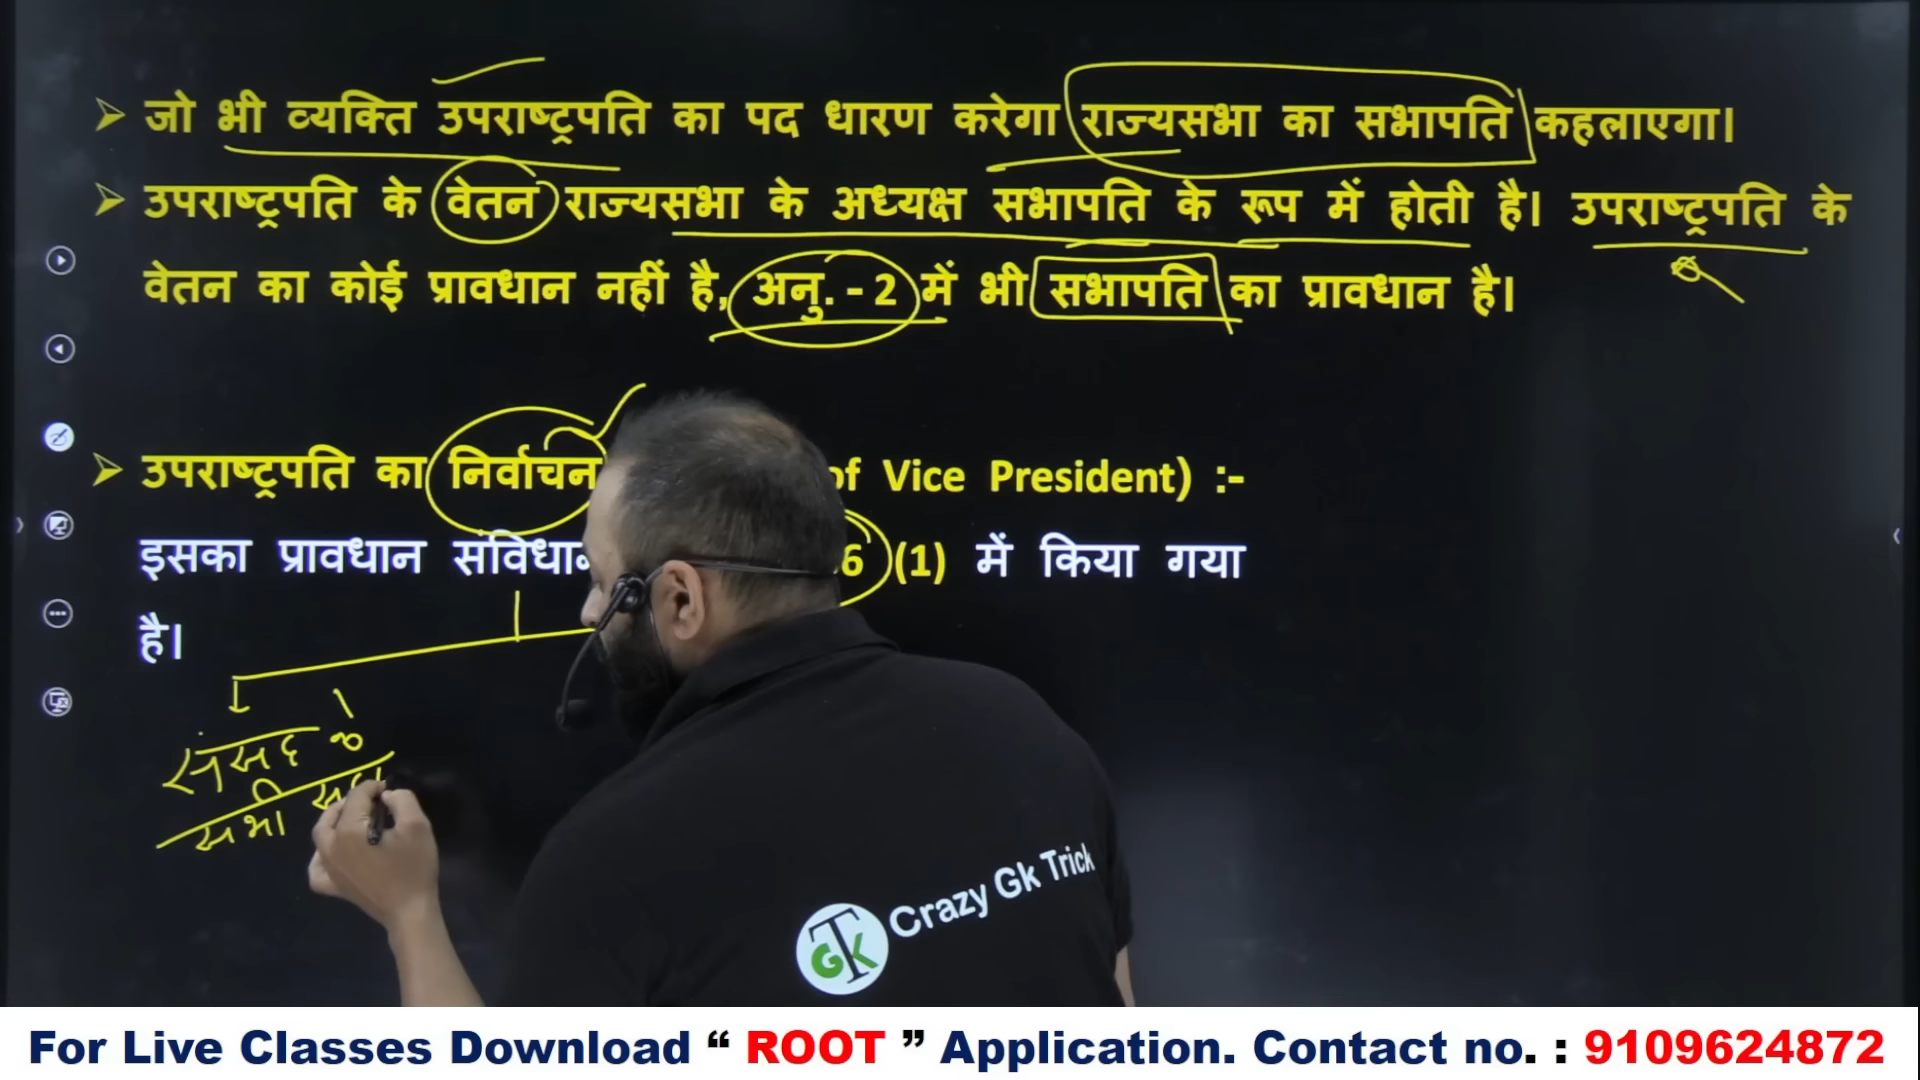 ➢ जो भी व्यक्ति उपराष्ट्रपति का पद धारण करेगा राज्यसभा का सभापति कहलाएगा।
➢ उपराष्ट्रपति के वेतन राज्यसभा के अध्यक्ष सभापति के रूप में होती है। उपराष्ट्रपति के
वेतन का कोई प्रावधान नहीं है, अनु.-2 में भी सभापति का प्रावधान है।
➢ उपराष्ट्रपति का निर्वाचन of Vice President) :-
इसका प्रावधान 6 (1) में किया गया
है।
संसद के
सभी
Crazy Gk Trick
GTK
For Live Classes Download “ ROOT ” Application. Contact no. : 9109624872